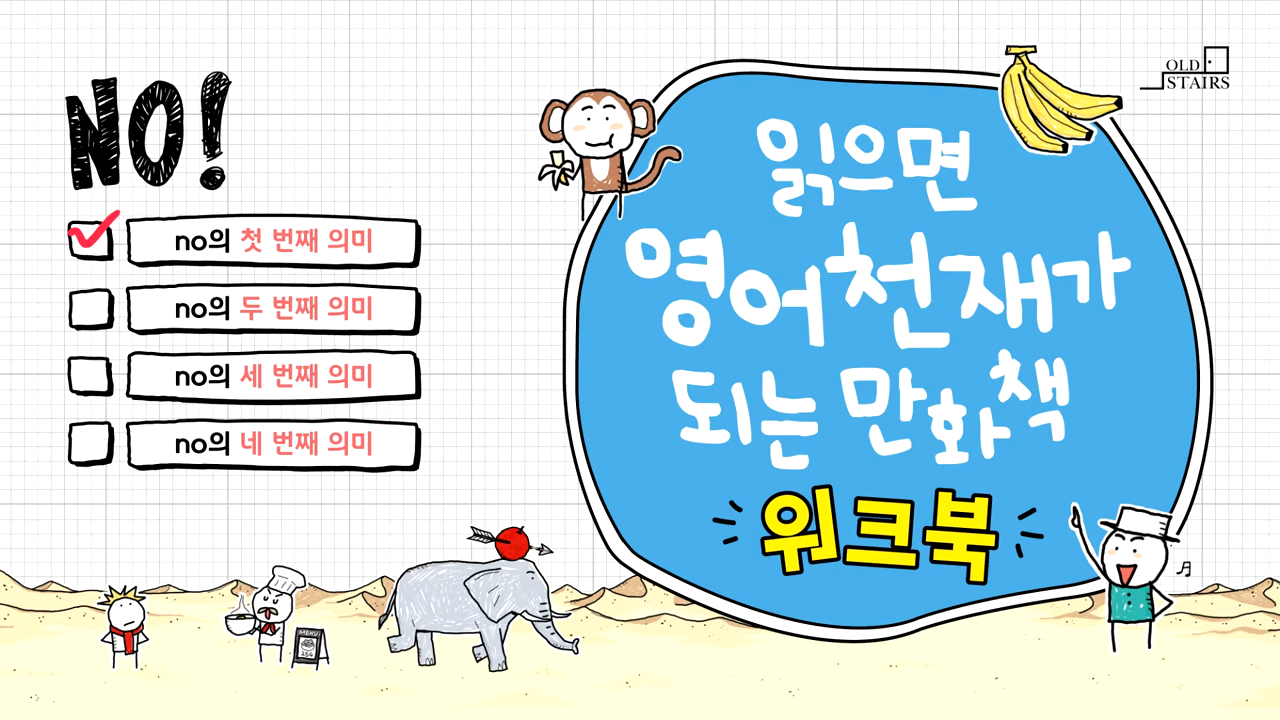 NO!
no의 첫 번째 의미
no의 두 번째 의미
no의 세 번째 의미
no의 네 번째 의미
OLD
STAIRS
읽으면
영어천재가
되는 만화책
워크북
MENU